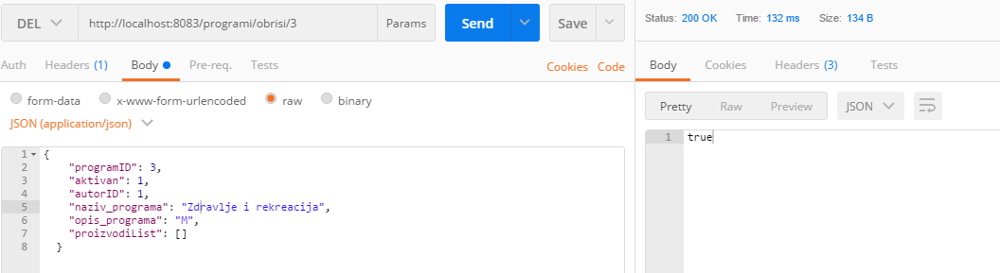 DEL http://localhost:8083/programi/obrisi/3 Params Send Save
Auth Headers (1) Body Pre-req. Tests Cookies Code
form-data x-www-form-urlencoded raw binary
JSON (application/json)
1 {
2 "programID": 3,
3 "aktivan": 1,
4 "autorID": 1,
5 "naziv_programa": "Zdravlje i rekreacija",
6 "opis_programa": "M",
7 "proizvodiList": []
8 }
Status: 200 OK Time: 132 ms Size: 134 B
Body Cookies Headers (3) Tests
Pretty Raw Preview JSON
1 true